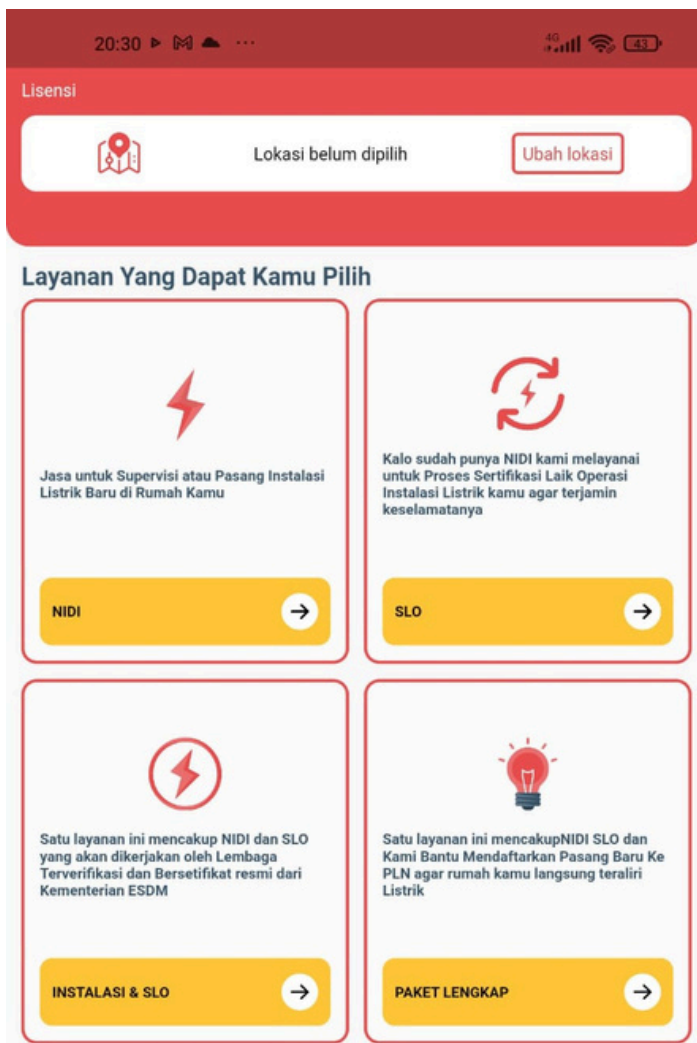 20:30
4G
43
Lisensi
Lokasi belum dipilih
Ubah lokasi
Layanan Yang Dapat Kamu Pilih
Jasa untuk Supervisi atau Pasang Instalasi
Listrik Baru di Rumah Kamu
NIDI
Kalo sudah punya NIDI kami melayanai
untuk Proses Sertifikasi Laik Operasi
Instalasi Listrik kamu agar terjamin
keselamatanya
SLO
Satu layanan ini mencakup NIDI dan SLO
yang akan dikerjakan oleh Lembaga
Terverifikasi dan Bersetifikat resmi dari
Kementerian ESDM
INSTALASI & SLO
Satu layanan ini mencakupNIDI SLO dan
Kami Bantu Mendaftarkan Pasang Baru Ke
PLN agar rumah kamu langsung teraliri
Listrik
PAKET LENGKAP